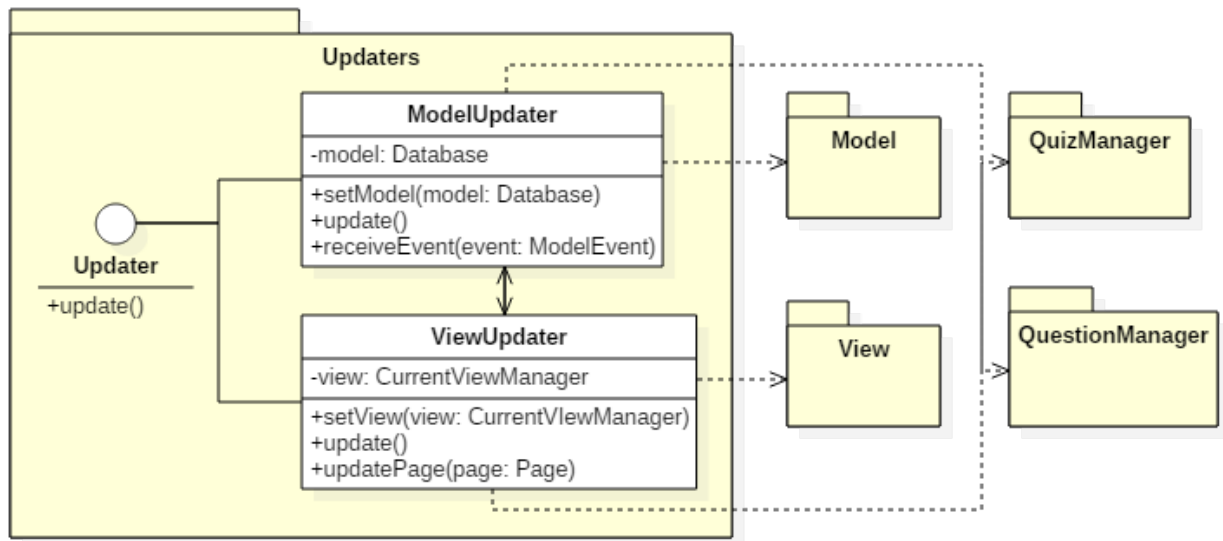 Updaters
ModelUpdater
-model: Database
+setModel(model: Database)
+update()
+receiveEvent(event: ModelEvent)
Updater
+update()
ViewUpdater
-view: CurrentViewManager
+setView(view: CurrentVIewManager)
+update()
+updatePage(page: Page)
Model
QuizManager
View
QuestionManager